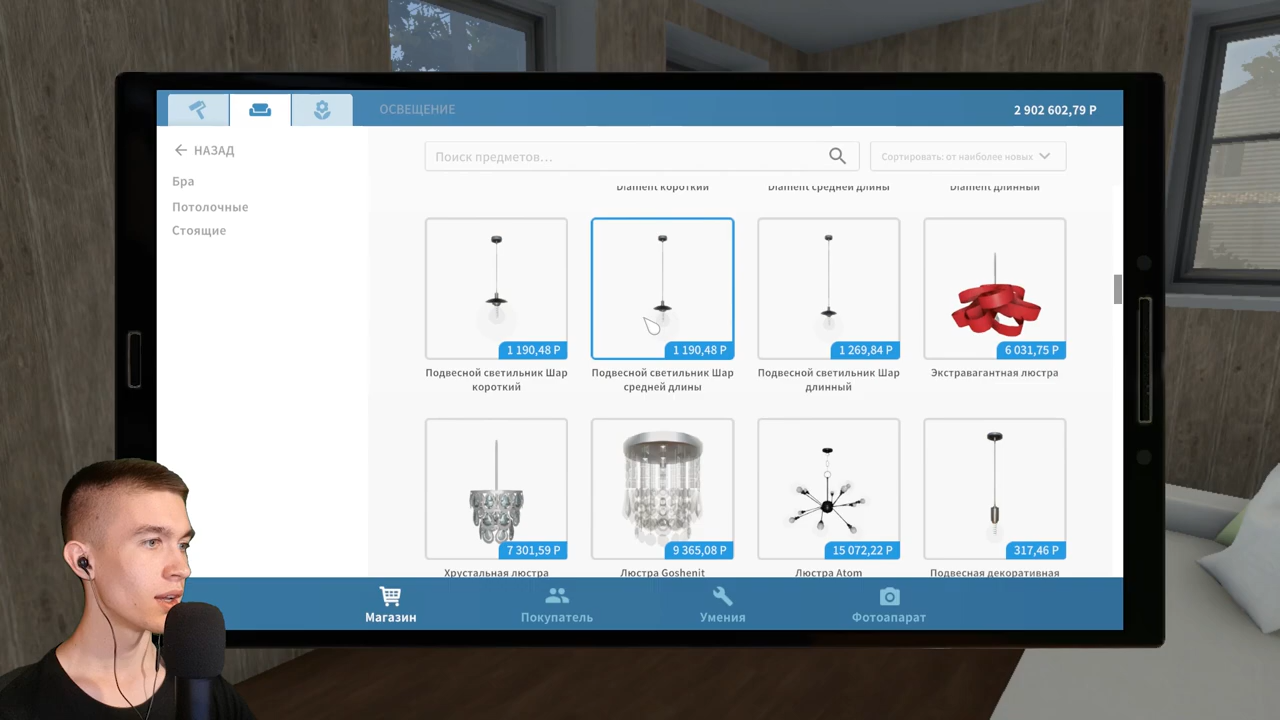 ОСВЕЩЕНИЕ
2 902 602,79 Р
НАЗАД
Поиск предметов...
Сортировать: от наиболее новых
Бра
Потолочные
Стоящие
Diament короткий
Diament средней длины
Diament длинный
1 190,48 Р
1 190,48 Р
1 269,84 Р
6 031,75 Р
Подвесной светильник Шар
короткий
Подвесной светильник Шар
средней длины
Подвесной светильник Шар
длинный
Экстравагантная люстра
7 301,59 Р
9 365,08 Р
15 072,22 Р
317,46 Р
Хрустальная люстра
Люстра Goshenit
Люстра Atom
Подвесная декоративная
Магазин
Покупатель
Умения
Фотоаппарат